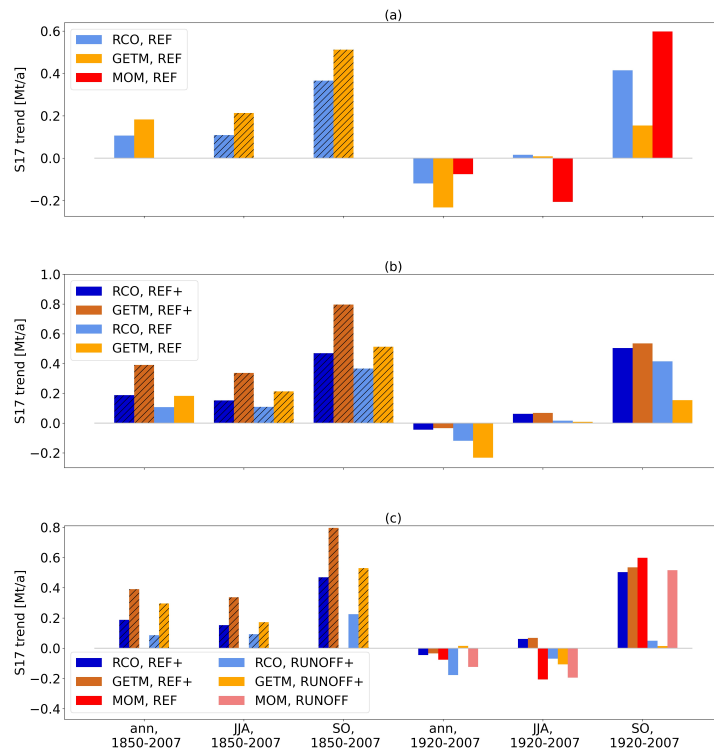 (a)
S17 trend [Mt/a]
0.6
0.4
0.2
0.0
−0.2
RCO, REF
GETM, REF
MOM, REF
(b)
S17 trend [Mt/a]
1.0
0.8
0.6
0.4
0.2
0.0
−0.2
RCO, REF+
GETM, REF+
RCO, REF
GETM, REF
(c)
S17 trend [Mt/a]
0.8
0.6
0.4
0.2
0.0
−0.2
−0.4
RCO, REF+
GETM, REF+
MOM, REF
RCO, RUNOFF+
GETM, RUNOFF+
MOM, RUNOFF
ann,
1850-2007
JJA,
1850-2007
SO,
1850-2007
ann,
1920-2007
JJA,
1920-2007
SO,
1920-2007